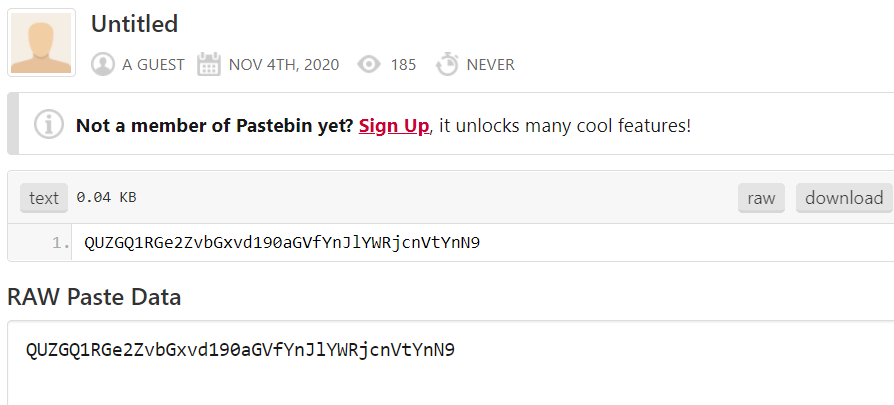 Untitled
A GUEST NOV 4TH, 2020 185 NEVER
Not a member of Pastebin yet? Sign Up, it unlocks many cool features!
text 0.04 KB raw download
1. QUZGQ1RGe2ZvbGxvd190aGVfYnJlYWRjcnVtYnN9
RAW Paste Data
QUZGQ1RGe2ZvbGxvd190aGVfYnJlYWRjcnVtYnN9